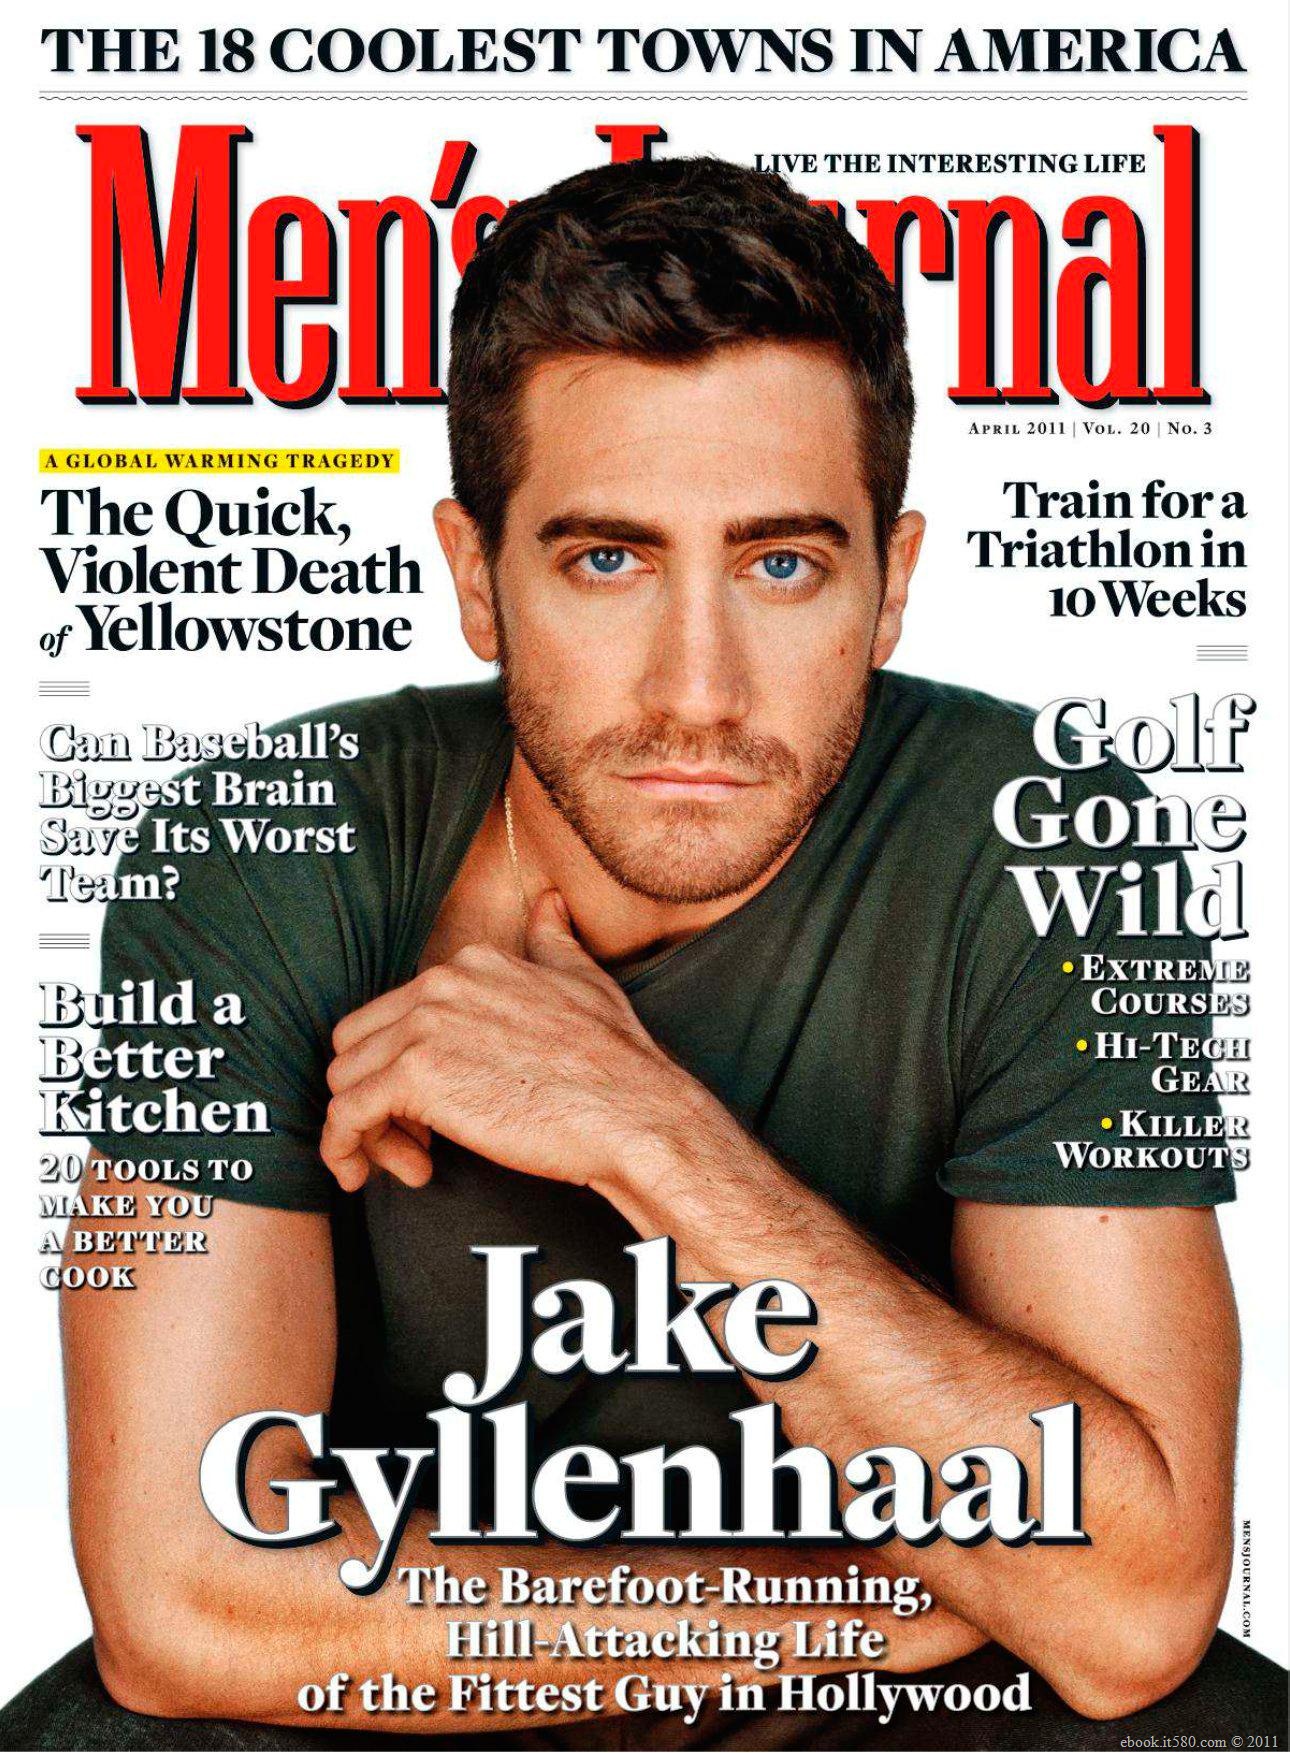 THE 18 COOLEST TOWNS IN AMERICA
Men's Journal
LIVE THE INTERESTING LIFE
APRIL 2011 | VOL. 20 | NO. 3
A GLOBAL WARMING TRAGEDY
The Quick,
Violent Death
of Yellowstone
Can Baseball's
Biggest Brain
Save Its Worst
Team?
Build a
Better
Kitchen
20 TOOLS TO
MAKE YOU
A BETTER
COOK
Train for a
Triathlon in
10 Weeks
Golf
Gone
Wild
• EXTREME
COURSES
• HI-TECH
GEAR
• KILLER
WORKOUTS
Jake
Gyllenhaal
The Barefoot-Running,
Hill-Attacking Life
of the Fittest Guy in Hollywood
MENSJOURNAL.COM
ebook.it580.com © 2011